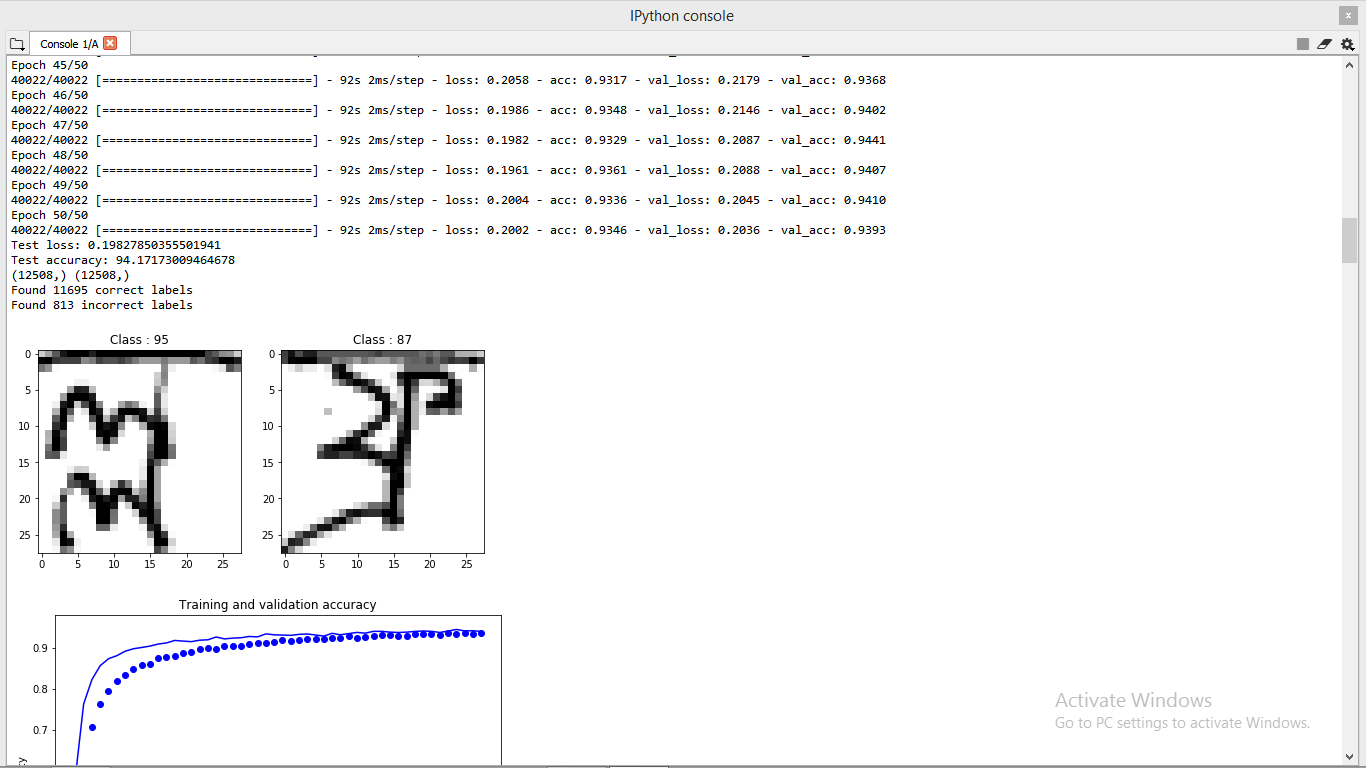 IPython console
Console 1/A
Epoch 45/50
40022/40022 [==============================] - 92s 2ms/step - loss: 0.2058 - acc: 0.9317 - val_loss: 0.2179 - val_acc: 0.9368
Epoch 46/50
40022/40022 [==============================] - 92s 2ms/step - loss: 0.1986 - acc: 0.9348 - val_loss: 0.2146 - val_acc: 0.9402
Epoch 47/50
40022/40022 [==============================] - 92s 2ms/step - loss: 0.1982 - acc: 0.9329 - val_loss: 0.2087 - val_acc: 0.9441
Epoch 48/50
40022/40022 [==============================] - 92s 2ms/step - loss: 0.1961 - acc: 0.9361 - val_loss: 0.2088 - val_acc: 0.9407
Epoch 49/50
40022/40022 [==============================] - 92s 2ms/step - loss: 0.2004 - acc: 0.9336 - val_loss: 0.2045 - val_acc: 0.9410
Epoch 50/50
40022/40022 [==============================] - 92s 2ms/step - loss: 0.2002 - acc: 0.9346 - val_loss: 0.2036 - val_acc: 0.9393
Test loss: 0.19827850355501941
Test accuracy: 94.17173009464678
(12508,) (12508,)
Found 11695 correct labels
Found 813 incorrect labels
Class : 95
0
5
10
15
20
25
0 5 10 15 20 25
Class : 87
0
5
10
15
20
25
0 5 10 15 20 25
Training and validation accuracy
0.9
0.8
0.7
Activate Windows
Go to PC settings to activate Windows.